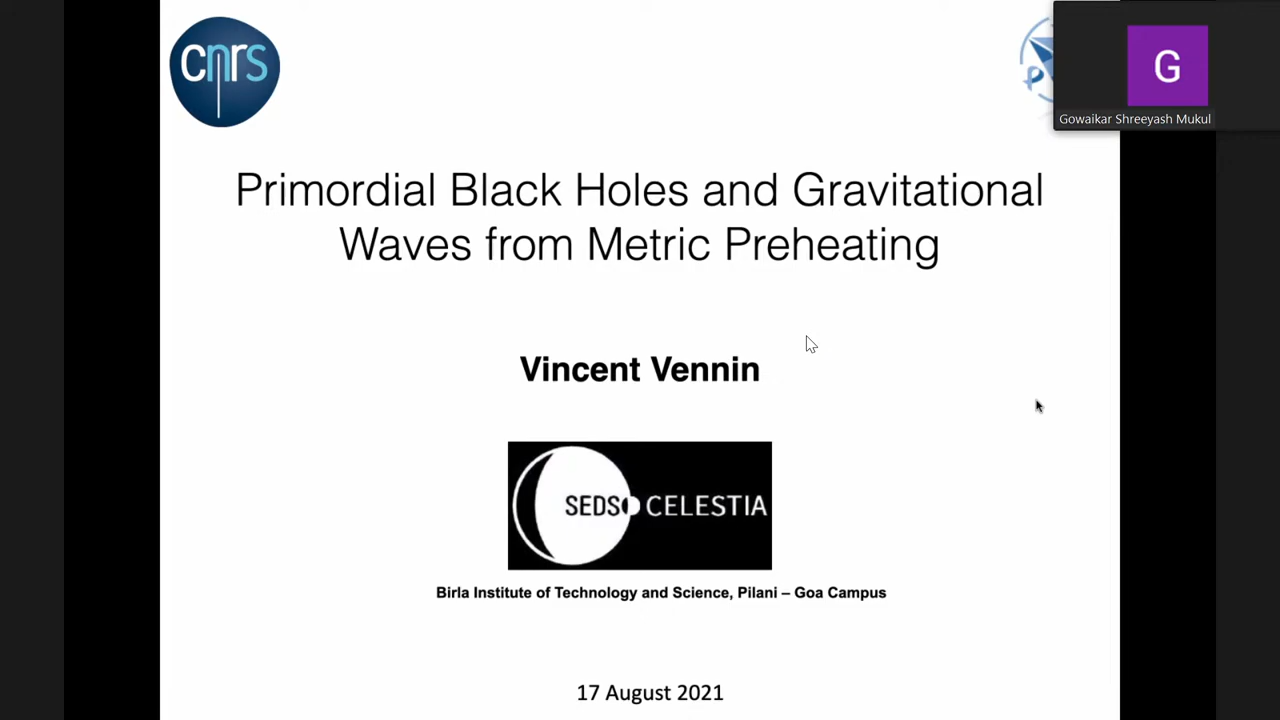 cnrs
P
G
Gowaikar Shreeyash Mukul
Primordial Black Holes and Gravitational
Waves from Metric Preheating
Vincent Vennin
SEDS CELESTIA
Birla Institute of Technology and Science, Pilani – Goa Campus
17 August 2021